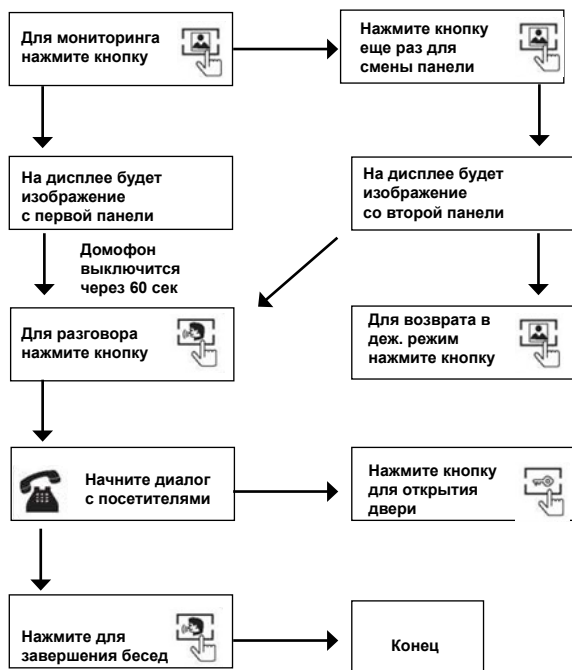 Для мониторинга
нажмите кнопку
Нажмите кнопку
еще раз для
смены панели
На дисплее будет
изображение
с первой панели
На дисплее будет
изображение
со второй панели
Домофон
выключится
через 60 сек
Для разговора
нажмите кнопку
Для возврата в
деж. режим
нажмите кнопку
Начните диалог
с посетителями
Нажмите кнопку
для открытия
двери
Нажмите для
завершения бесед
Конец